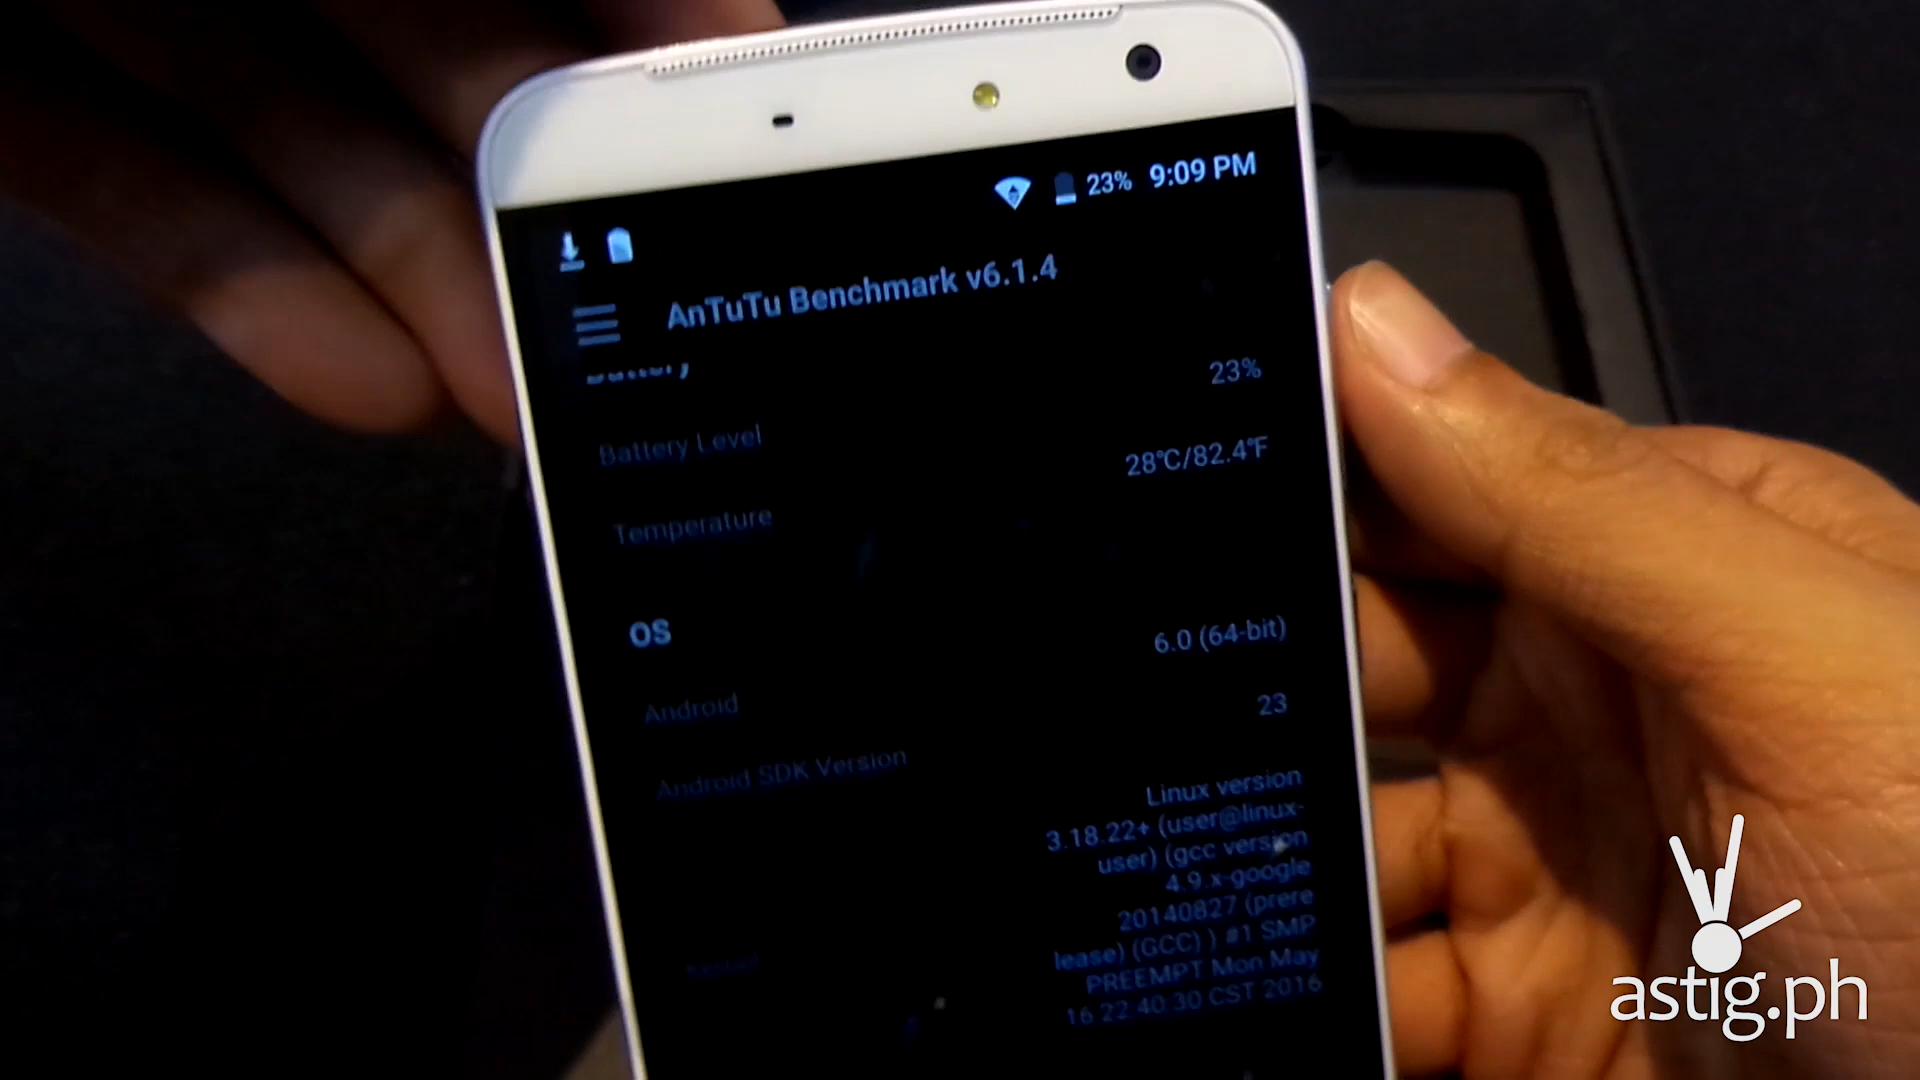 23% 9:09 PM
AnTuTu Benchmark v6.1.4
Battery
23%
Battery Level
28℃/82.4℉
Temperature
OS
6.0 (64-bit)
Android
23
Android SDK Version
Linux version
3.18.22+ (user@linux-
user) (gcc version
4.9.x-google
20140827 (prere
lease) (GCC) ) #1 SMP
PREEMPT Mon May
16 22:40:30 CST 2016
Kernel
astig.ph